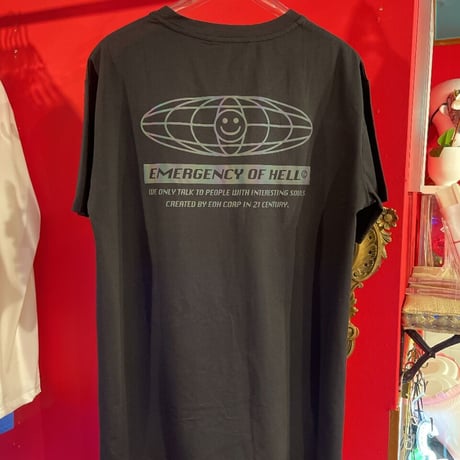 EMERGENCY OF HELL©
WE ONLY TALK TO PEOPLE WITH INTERESTING SOULS
CREATED BY EOH CORP IN 21 CENTURY.